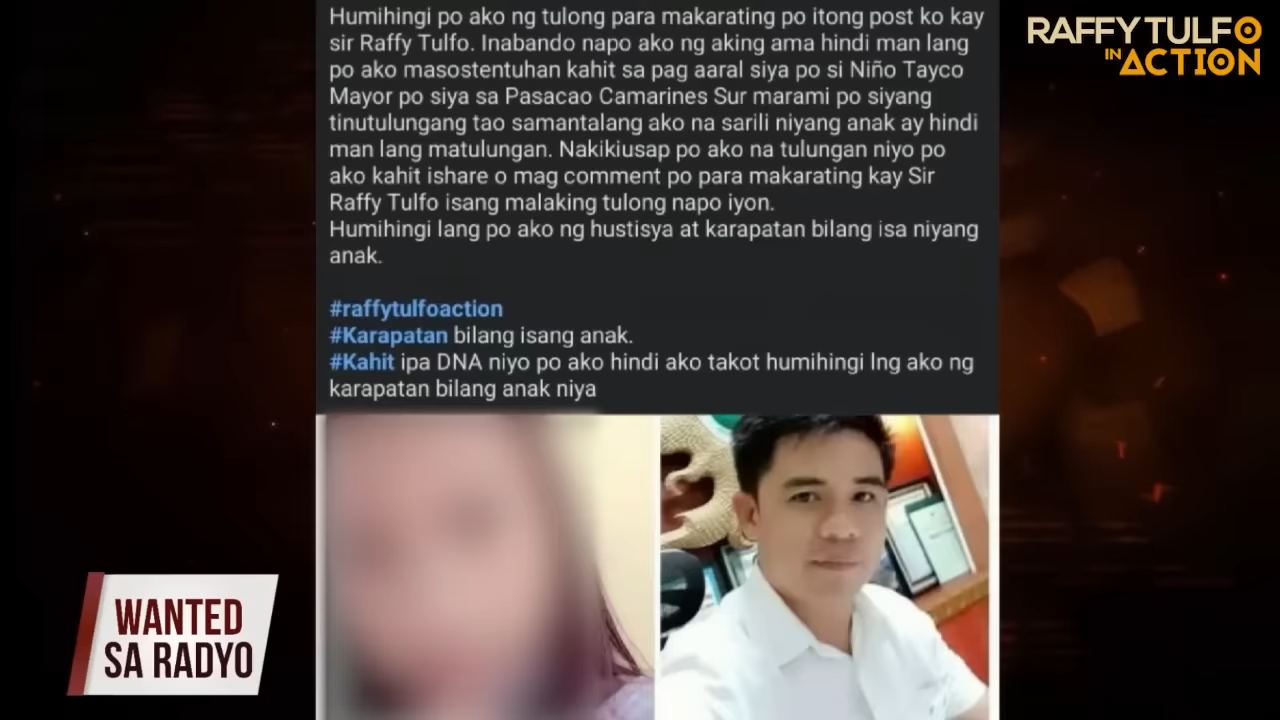 Humihingi po ako ng tulong para makarating po itong post ko kay
sir Raffy Tulfo. Inabando napo ako ng aking ama hindi man lang
po ako masostentuhan kahit sa pag aaral siya po si Niño Tayco
Mayor po siya sa Pasacao Camarines Sur marami po siyang
tinutulungang tao samantalang ako na sarili niyang anak ay hindi
man lang matulungan. Nakikiusap po ako na tulungan niyo po
ako kahit ishare o mag comment po para makarating kay Sir
Raffy Tulfo isang malaking tulong napo iyon.
Humihingi lang po ako ng hustisya at karapatan bilang isa niyang
anak.
#raffytulfoaction
#Karapatan bilang isang anak.
#Kahit ipa DNA niyo po ako hindi ako takot humihingi lng ako ng
karapatan bilang anak niya
RAFFY TULFO
IN ACTION
WANTED
SA RADYO